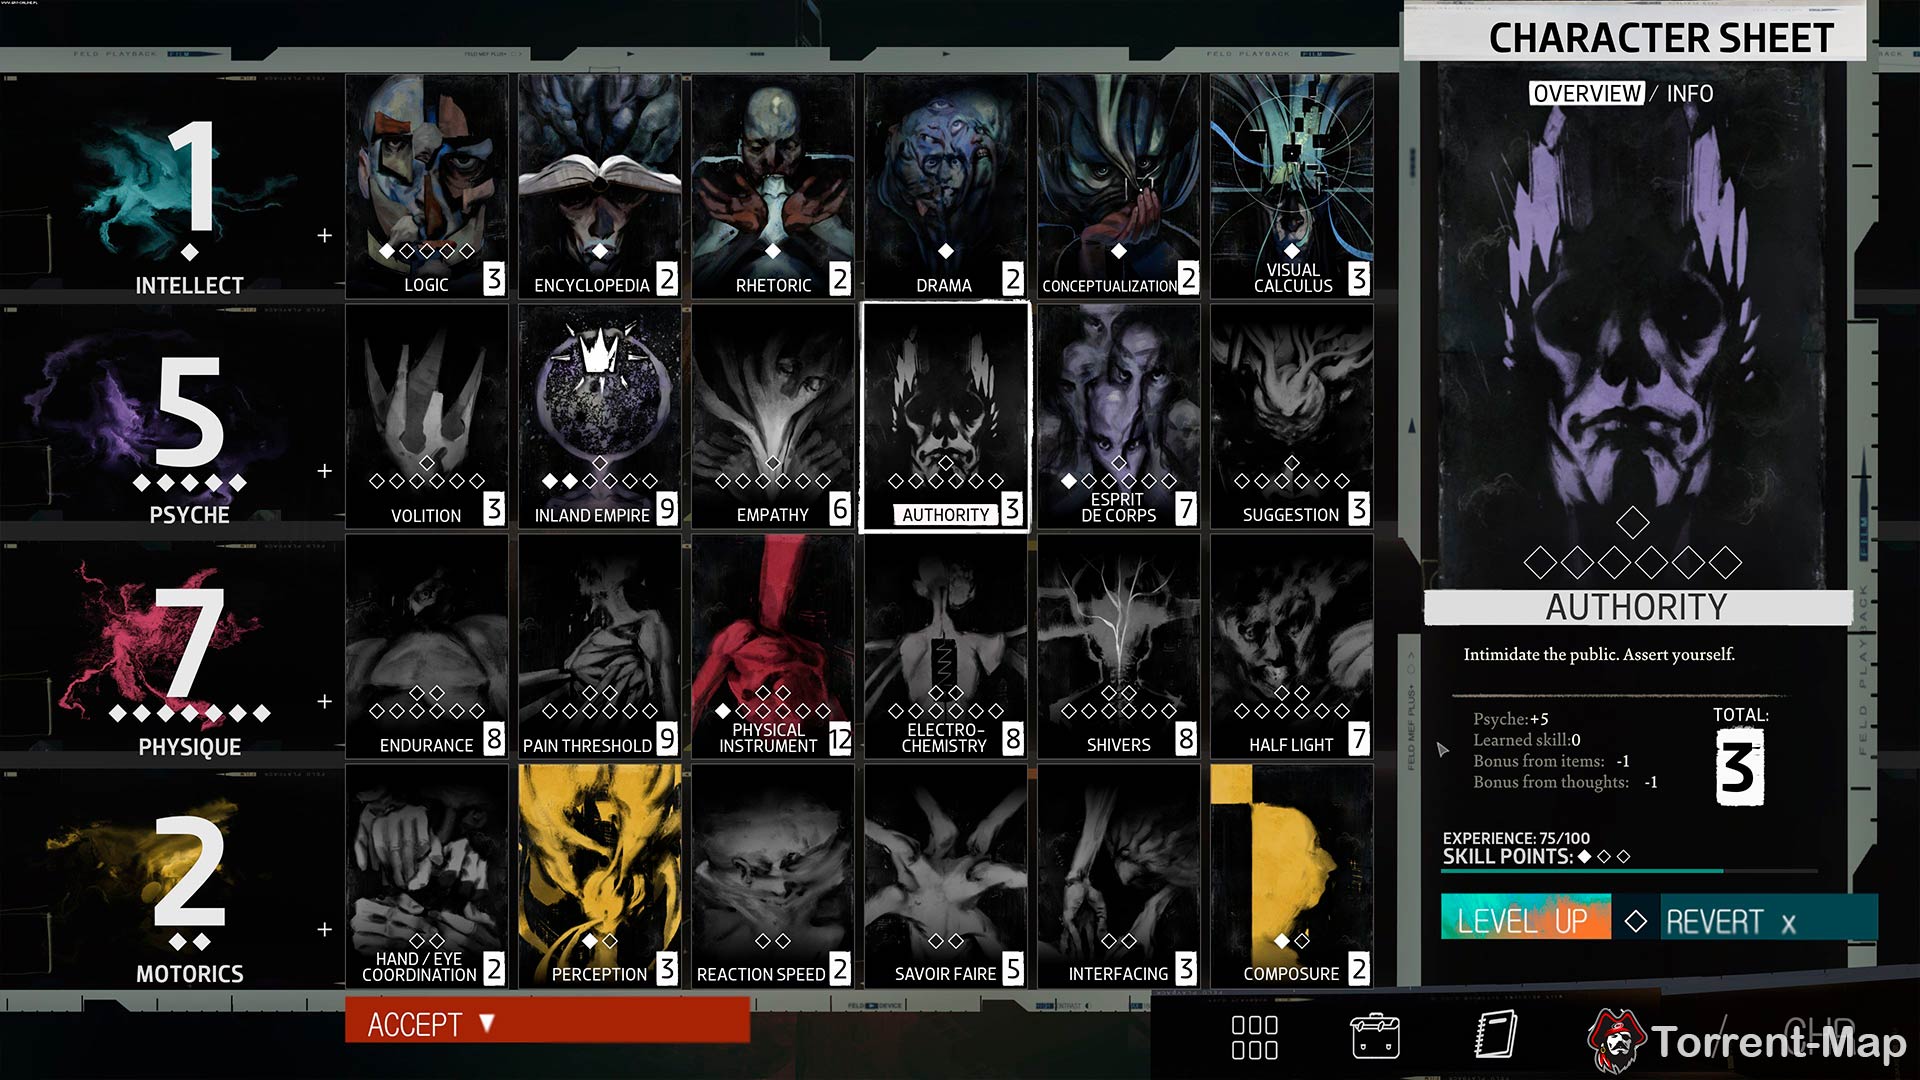 CHARACTER SHEET
OVERVIEW / INFO
FELD PLAYBACK FILM
1
INTELLECT
+
LOGIC 3
ENCYCLOPEDIA 2
RHETORIC 2
DRAMA 2
CONCEPTUALIZATION 2
VISUAL
CALCULUS 3
5
PSYCHE
+
VOLITION 3
INLAND EMPIRE 9
EMPATHY 6
AUTHORITY 3
ESPRIT
DE CORPS 7
SUGGESTION 3
7
PHYSIQUE
+
ENDURANCE 8
PAIN THRESHOLD 9
PHYSICAL
INSTRUMENT 12
ELECTRO-
CHEMISTRY 8
SHIVERS 8
HALF LIGHT 7
2
MOTORICS
+
HAND / EYE
COORDINATION 2
PERCEPTION 3
REACTION SPEED 2
SAVOIR FAIRE 5
INTERFACING 3
COMPOSURE 2
AUTHORITY
Intimidate the public. Assert yourself.
Psyche:+5
Learned skill:0
Bonus from items: -1
Bonus from thoughts: -1
TOTAL:
3
EXPERIENCE: 75/100
SKILL POINTS:
LEVEL UP
REVERT x
ACCEPT
Torrent-Map